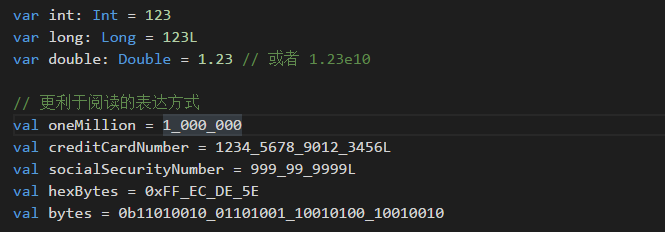 var int: Int = 123
var long: Long = 123L
var double: Double = 1.23 // 或者 1.23e10
// 更利于阅读的表达方式
val oneMillion = 1_000_000
val creditCardNumber = 1234_5678_9012_3456L
val socialSecurityNumber = 999_99_9999L
val hexBytes = 0xFF_EC_DE_5E
val bytes = 0b11010010_01101001_10010100_10010010